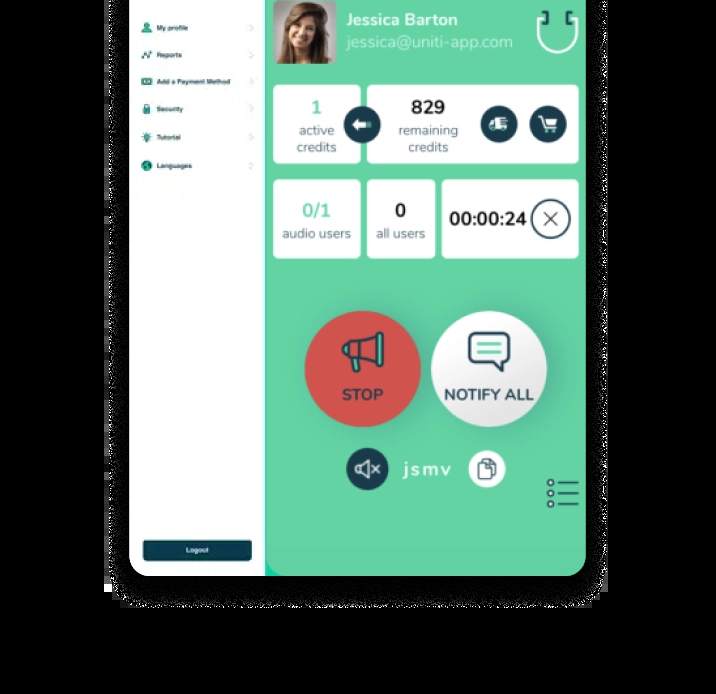 My profile
Reports
Add a Payment Method
Security
Tutorial
Languages
Logout
Jessica Barton
jessica@uniti-app.com
1
active
credits
829
remaining
credits
0/1
audio users
0
all users
00:00:24
STOP
NOTIFY ALL
jsmv